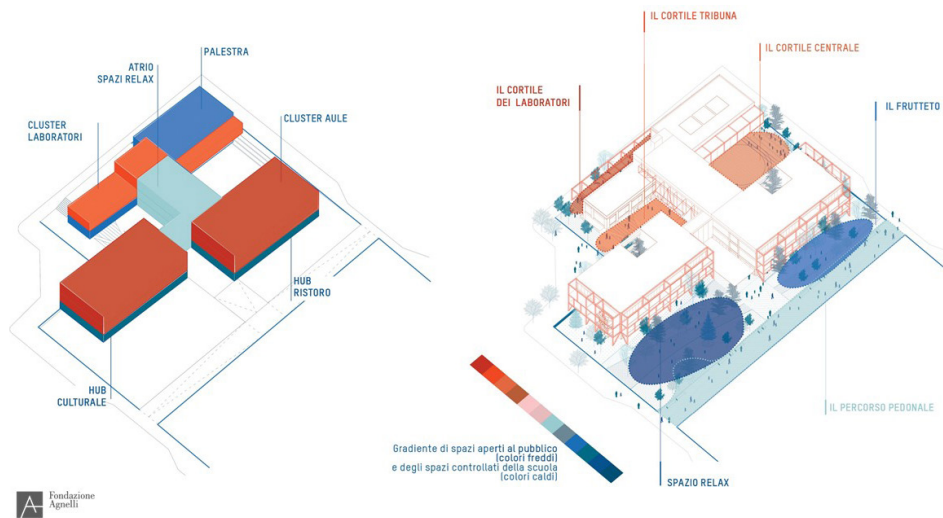 PALESTRA
ATRIO
SPAZI RELAX
CLUSTER
LABORATORI
CLUSTER AULE
HUB
RISTORO
HUB
CULTURALE
IL CORTILE TRIBUNA
IL CORTILE CENTRALE
IL CORTILE
DEI LABORATORI
IL FRUTTETO
IL PERCORSO PEDONALE
SPAZIO RELAX
Gradiente di spazi aperti al pubblico
(colori freddi)
e degli spazi controllati della scuola
(colori caldi)
Fondazione
Agnelli